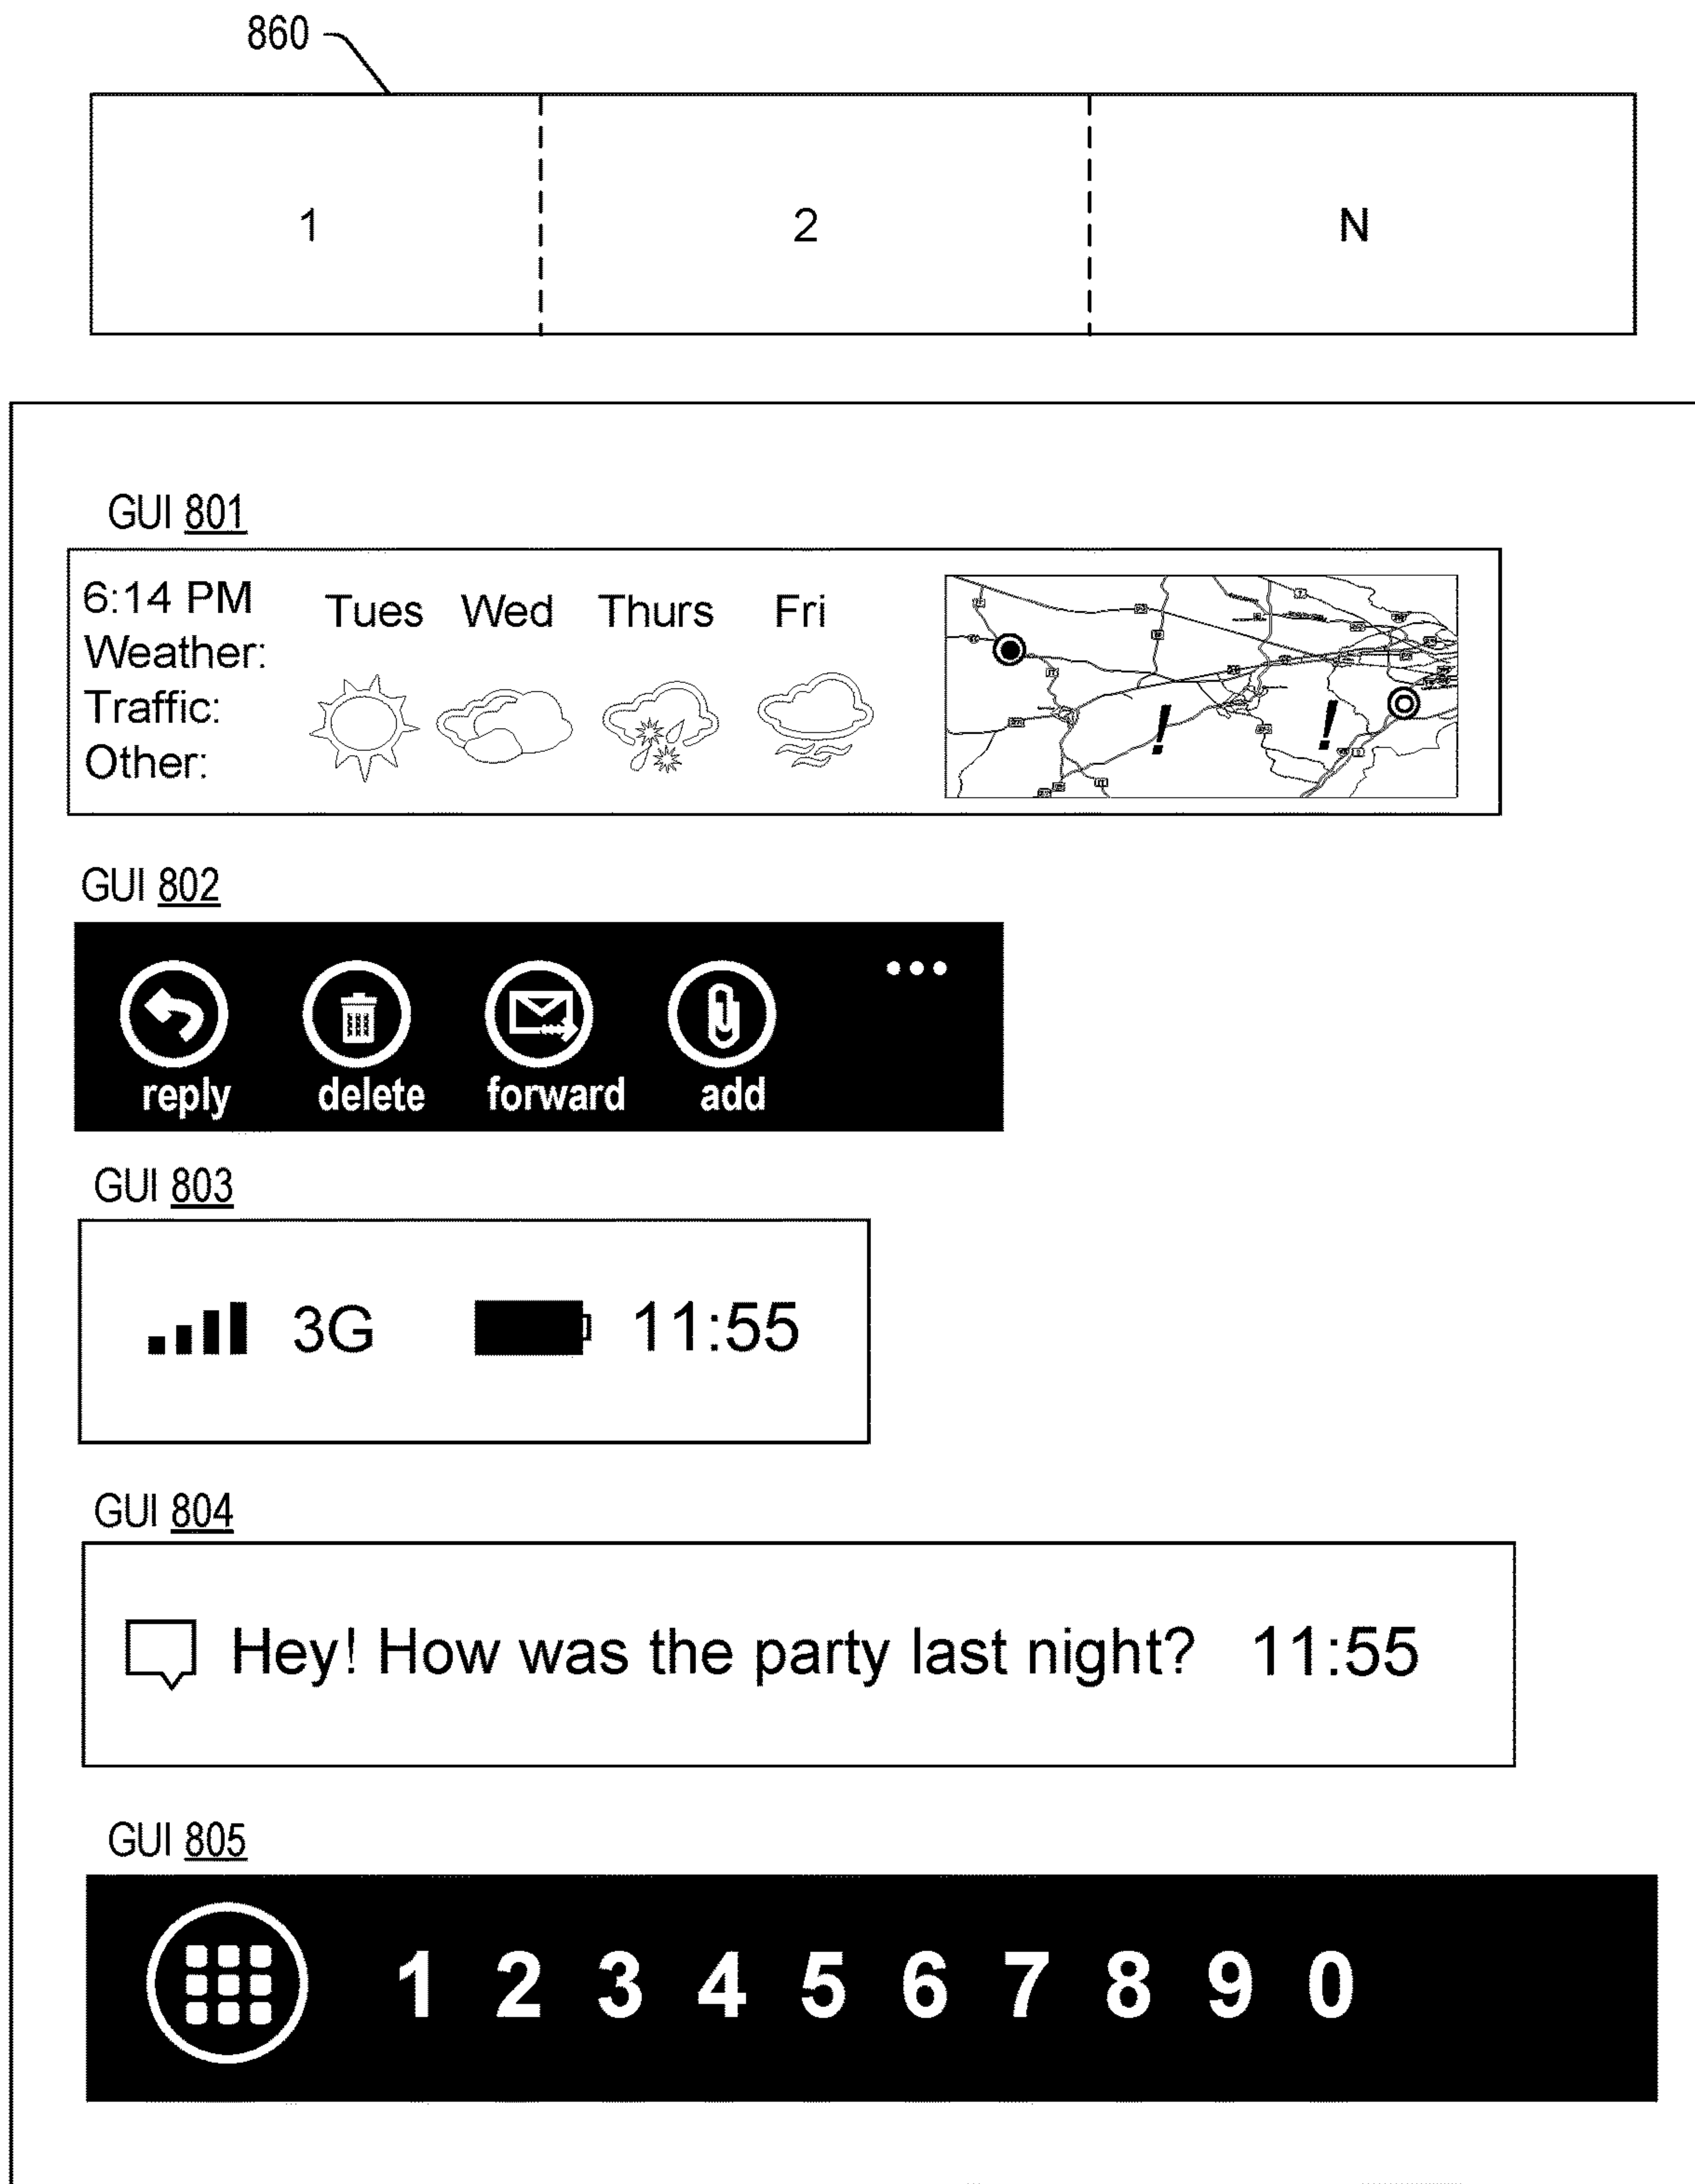 860
1 2 N
GUI 801
6:14 PM Tues Wed Thurs Fri
Weather:
Traffic:
Other:
! !
GUI 802
reply delete forward add
GUI 803
3G 11:55
GUI 804
Hey! How was the party last night? 11:55
GUI 805
1 2 3 4 5 6 7 8 9 0